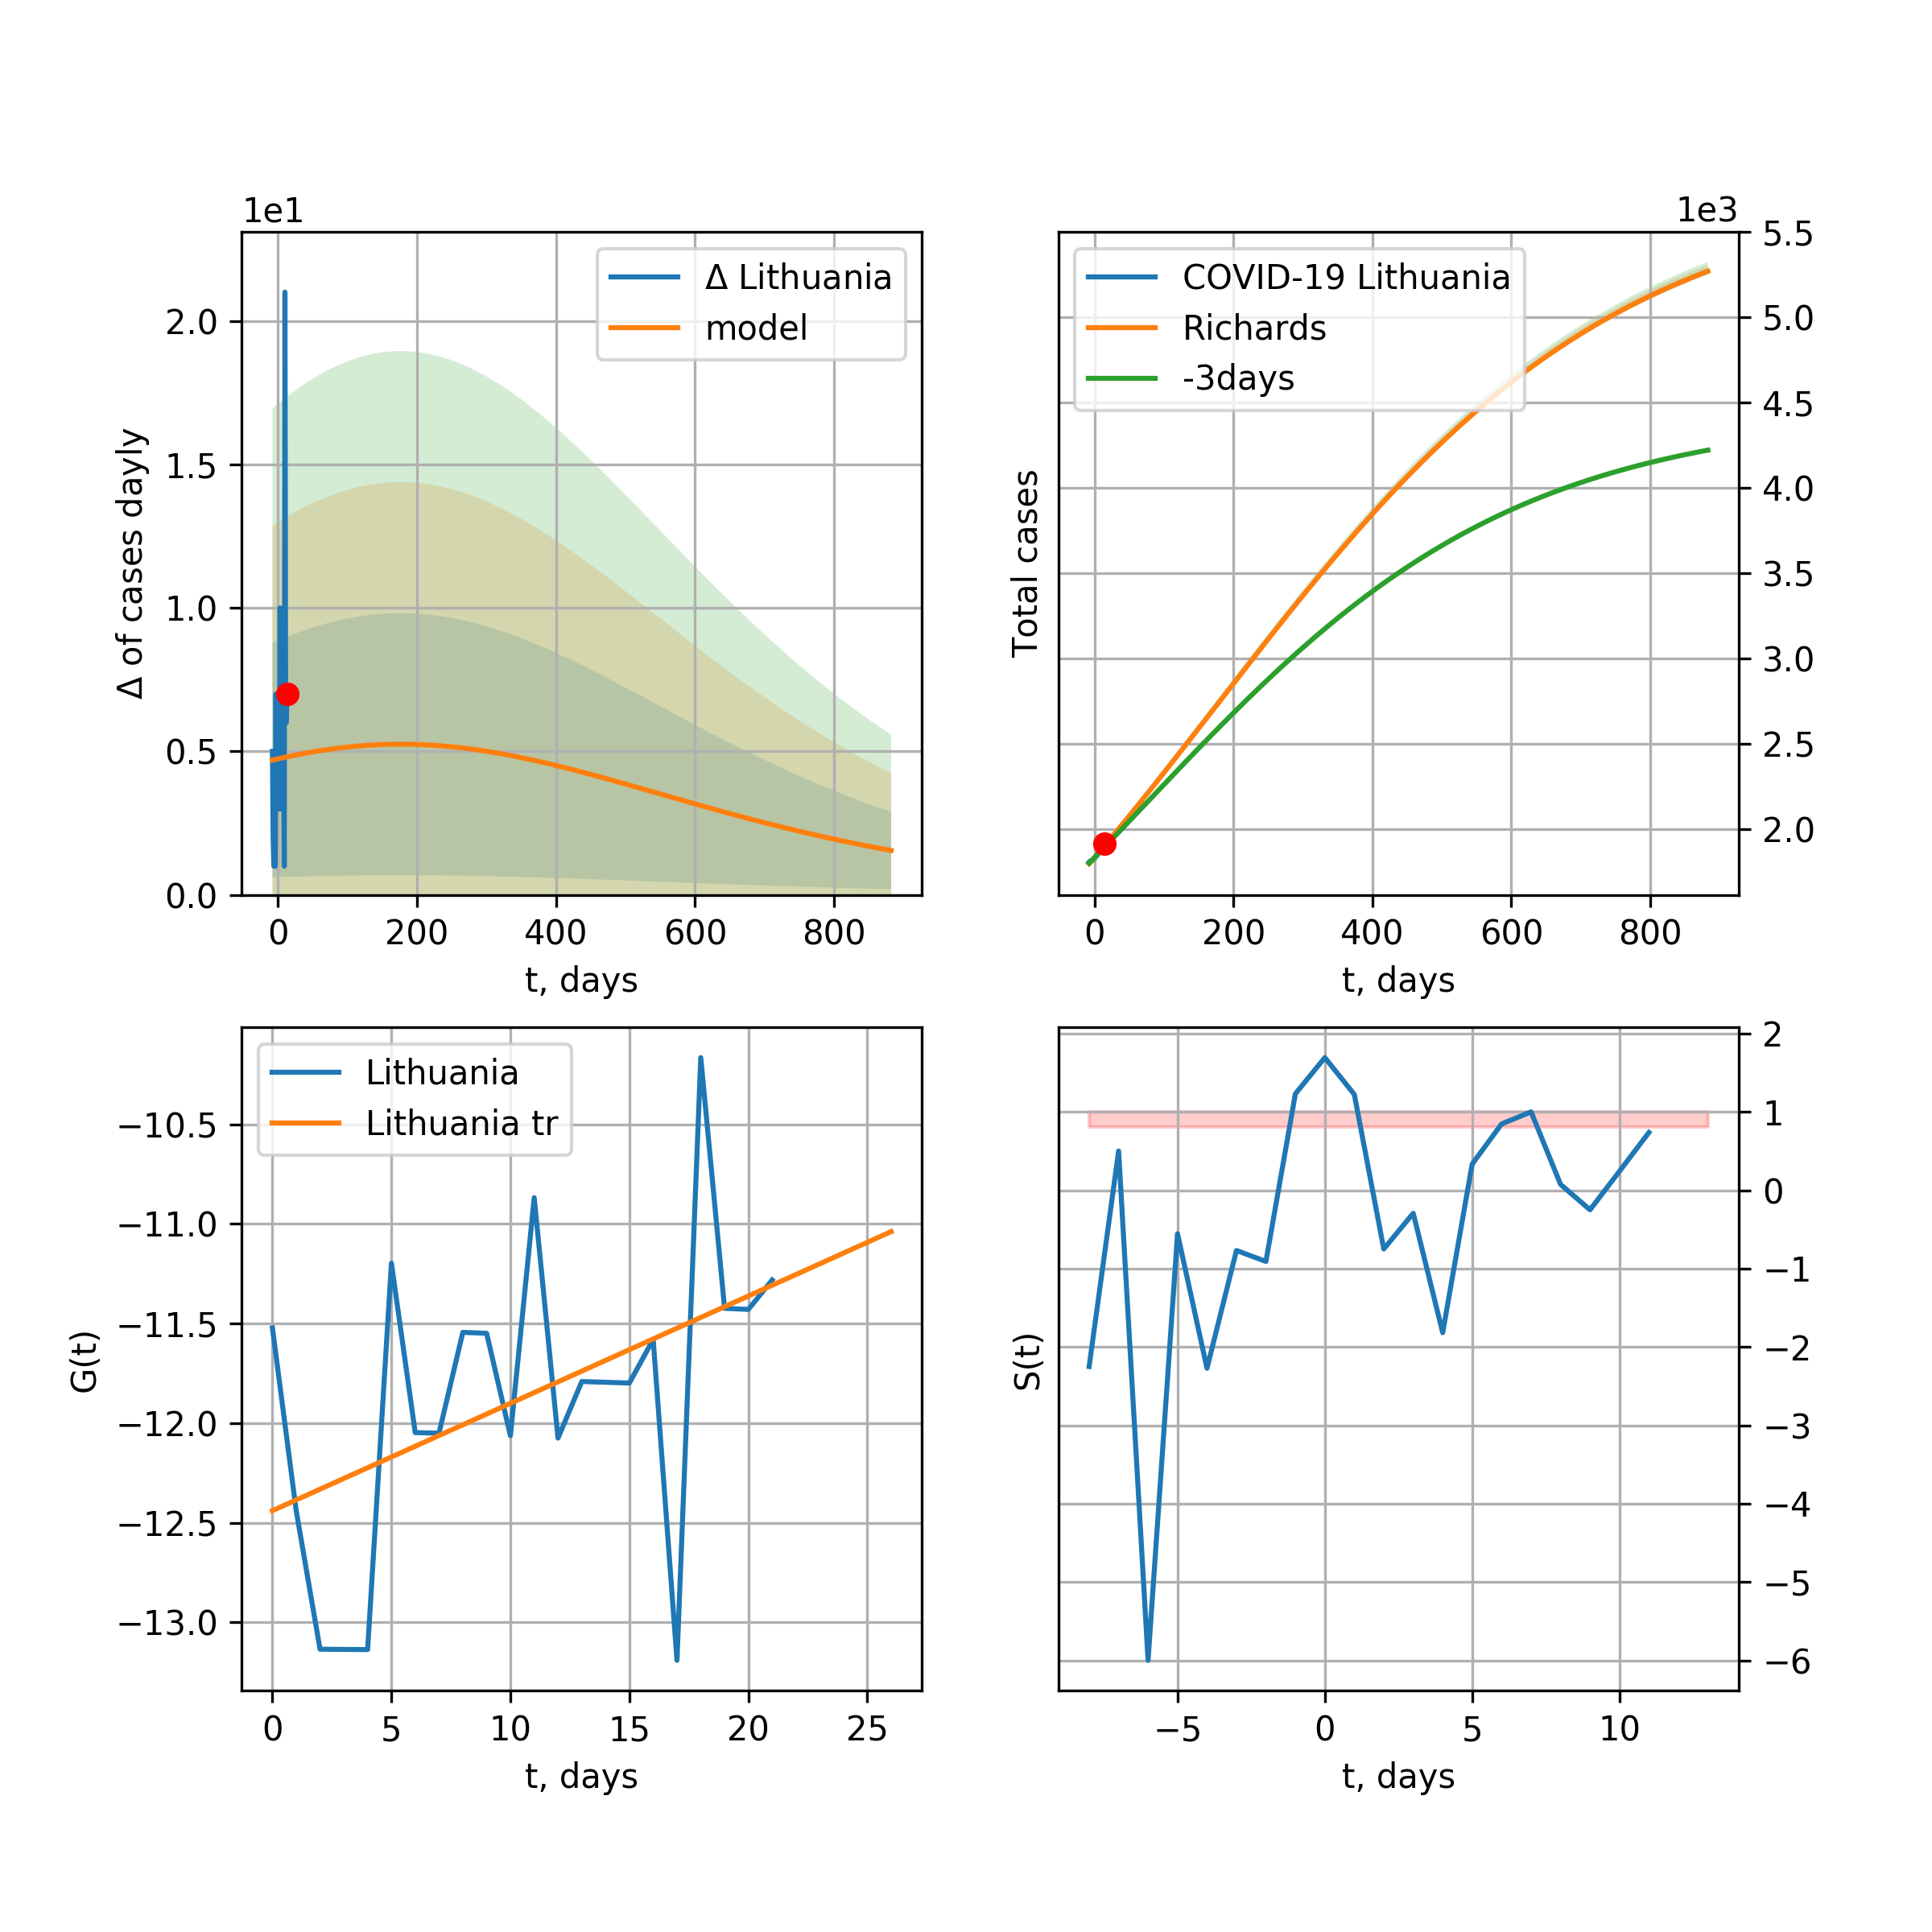 1e1
Δ Lithuania
model
2.0
1.5
1.0
0.5
0.0
Δ of cases dayly
0 200 400 600 800
t, days
1e3
COVID-19 Lithuania
Richards
-3days
5.5
5.0
4.5
4.0
3.5
3.0
2.5
2.0
Total cases
0 200 400 600 800
t, days
Lithuania
Lithuania tr
−10.5
−11.0
−11.5
−12.0
−12.5
−13.0
G(t)
0 5 10 15 20 25
t, days
2
1
0
−1
−2
−3
−4
−5
−6
S(t)
−5 0 5 10
t, days